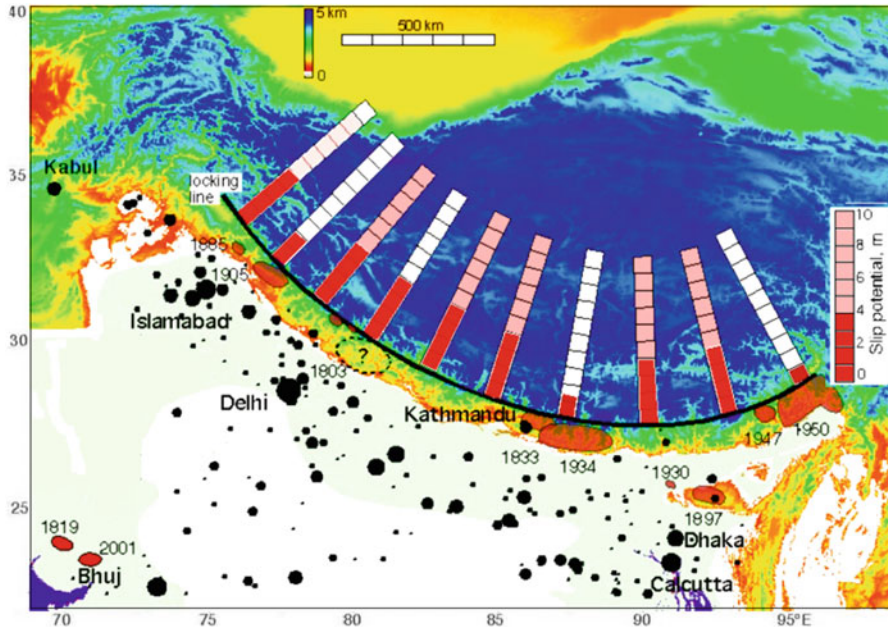 40
5 km
0
500 km
Kabul
35
locking
line
10
8
6
4
2
0
Slip potential, m
1885
1905
Islamabad
30
?
1803
Delhi
Kathmandu
1947
1950
1833
1934
1930
25
1897
1819
2001
Dhaka
Bhuj
Calcutta
70
75
80
85
90
95°E